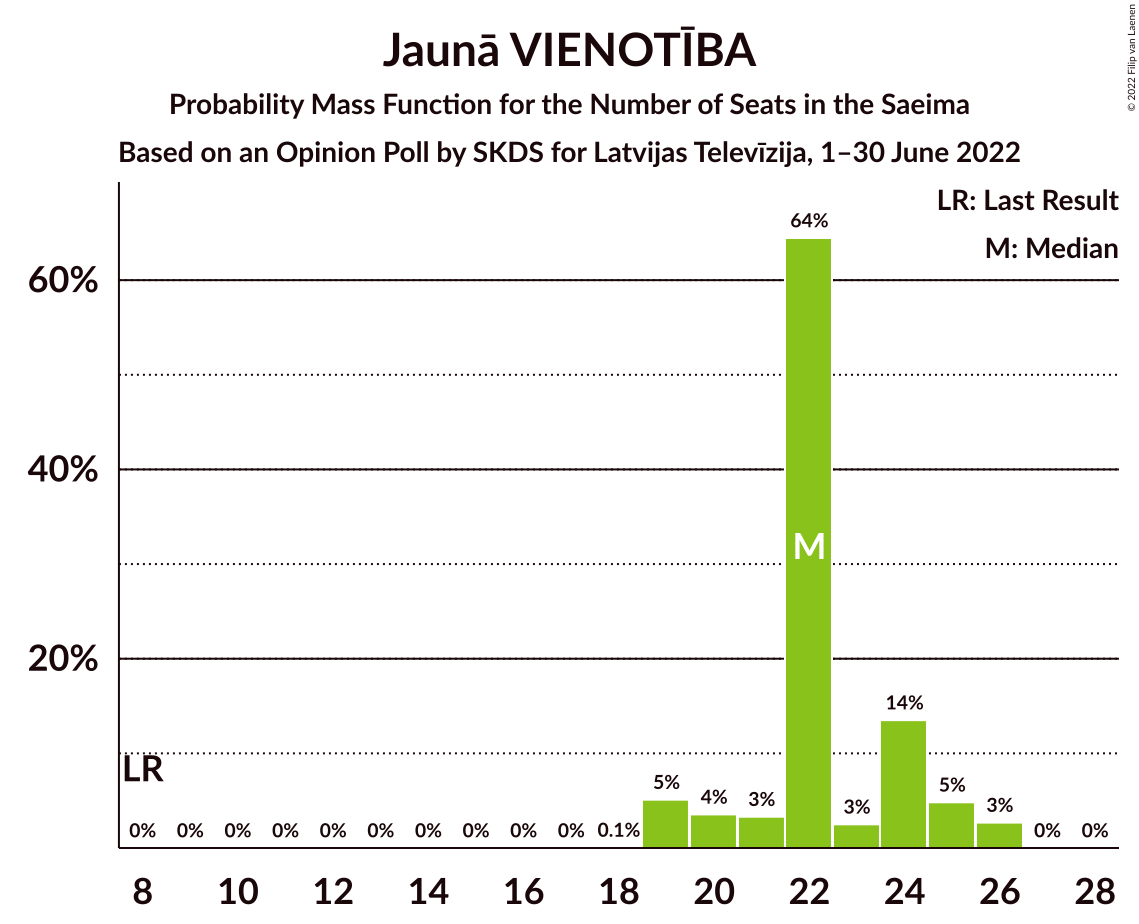 Jaunā VIENOTĪBA
Probability Mass Function for the Number of Seats in the Saeima
Based on an Opinion Poll by SKDS for Latvijas Televīzija, 1–30 June 2022
© 2022 Filip van Laenen
LR: Last Result
M: Median
64%
60%
40%
M
20%
14%
LR
5% 4% 3% 3% 5% 3%
0% 0% 0% 0% 0% 0% 0% 0% 0% 0% 0.1% 0% 0%
8 10 12 14 16 18 20 22 24 26 28